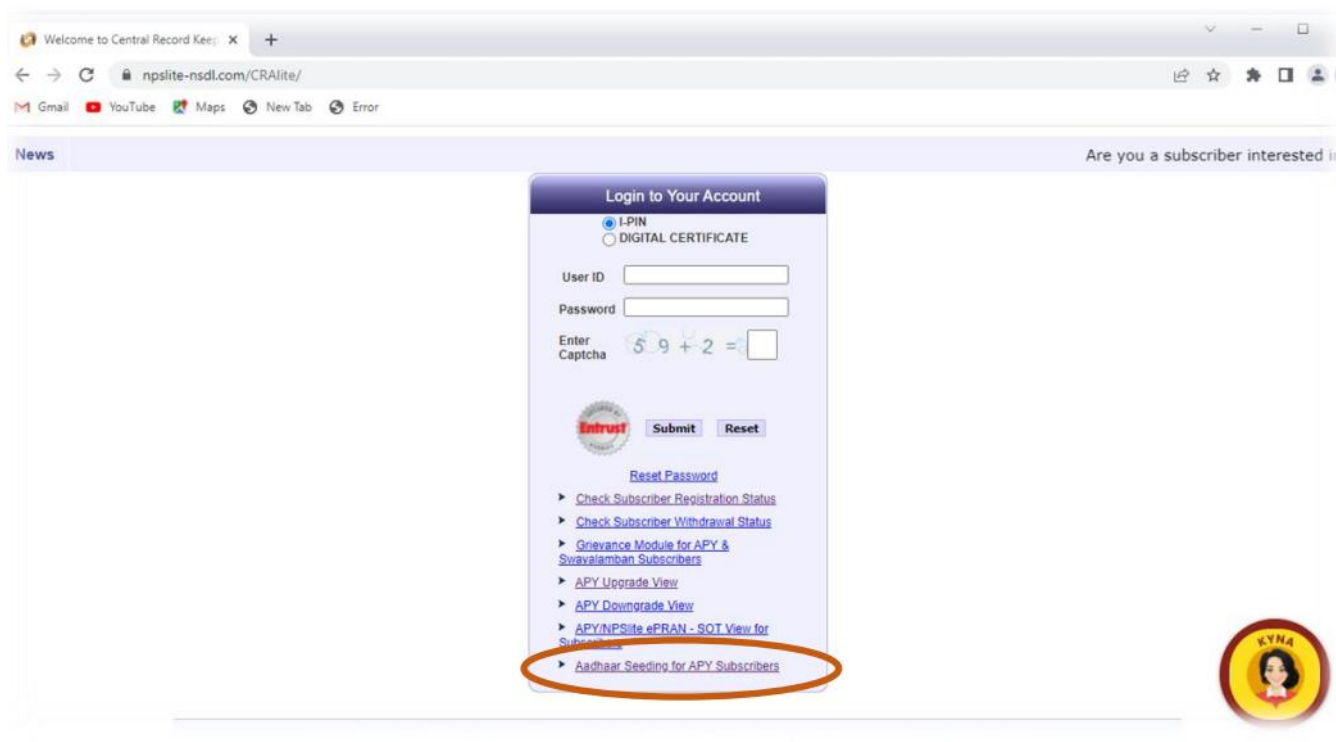 Welcome to Central Record Keep
npslite-nsdl.com/CRAlite/
Gmail YouTube Maps New Tab Error
News Are you a subscriber interested
Login to Your Account
I-PIN
DIGITAL CERTIFICATE
User ID
Password
Enter
Captcha
5 9 + 2 =
Entrust
Submit Reset
Reset Password
Check Subscriber Registration Status
Check Subscriber Withdrawal Status
Grievance Module for APY &
Swavalamban Subscribers
APY Upgrade View
APY Downgrade View
APY/NPSlite ePRAN - SOT View for
Subscribers
Aadhaar Seeding for APY Subscribers
KYNA